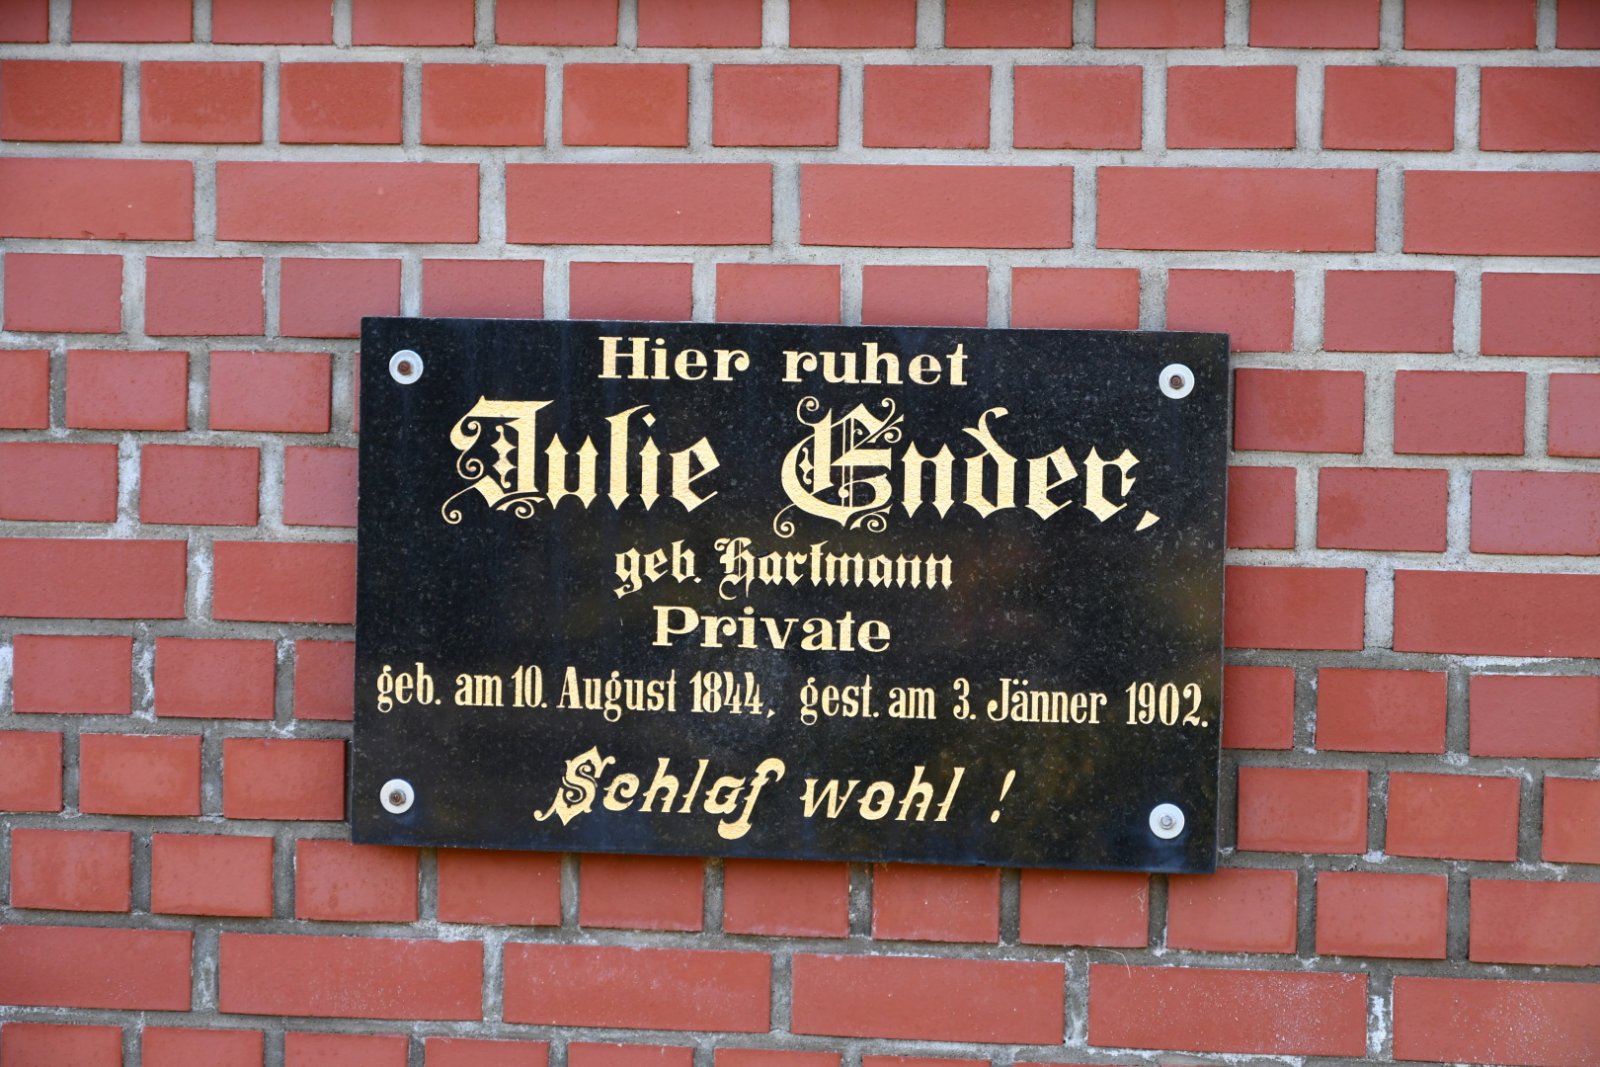 Hier ruhet
Julie Ender,
geb. Hartmann
Private
geb. am 10. August 1844, gest. am 3. Jänner 1902.
Schlaf wohl !